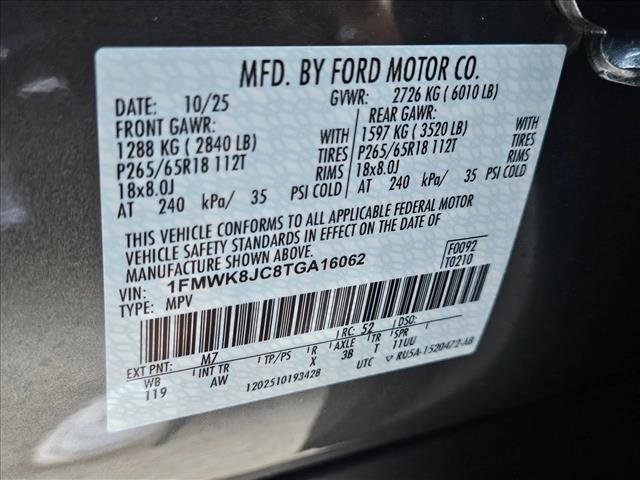 MFD. BY FORD MOTOR CO.
DATE: 10/25 GVWR: 2726 KG ( 6010 LB)
FRONT GAWR: REAR GAWR:
1288 KG ( 2840 LB) WITH 1597 KG ( 3520 LB) WITH
P265/65R18 112T TIRES P265/65R18 112T TIRES
18x8.0J RIMS 18x8.0J RIMS
AT 240 kPa/ 35 PSI COLD AT 240 kPa/ 35 PSI COLD
THIS VEHICLE CONFORMS TO ALL APPLICABLE FEDERAL MOTOR
VEHICLE SAFETY STANDARDS IN EFFECT ON THE DATE OF
MANUFACTURE SHOWN ABOVE.
F0092
T0210
VIN: 1FMWK8JC8TGA16062
TYPE: MPV
EXT PNT: M7 RC: 52 DSO:
WB INT TR TP/PS R AXLE TR SPR
119 AW X 3B T 11UU
1202510193428 UTC RU5A-1520472-AB